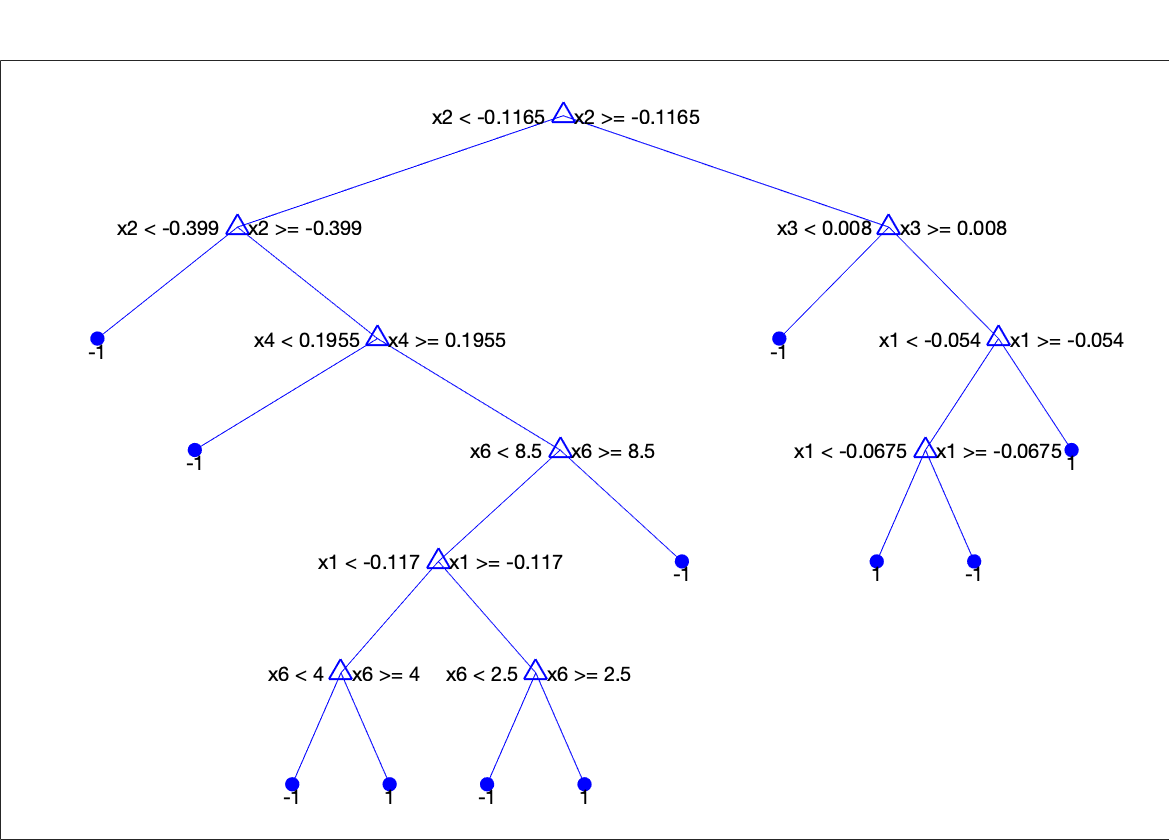 x2 < -0.1165 x2 >= -0.1165
x2 < -0.399 x2 >= -0.399 x3 < 0.008 x3 >= 0.008
-1 x4 < 0.1955 x4 >= 0.1955 -1 x1 < -0.054 x1 >= -0.054
-1 x6 < 8.5 x6 >= 8.5 x1 < -0.0675 x1 >= -0.0675 1
x1 < -0.117 x1 >= -0.117 -1 1 -1
x6 < 4 x6 >= 4 x6 < 2.5 x6 >= 2.5
-1 1 -1 1